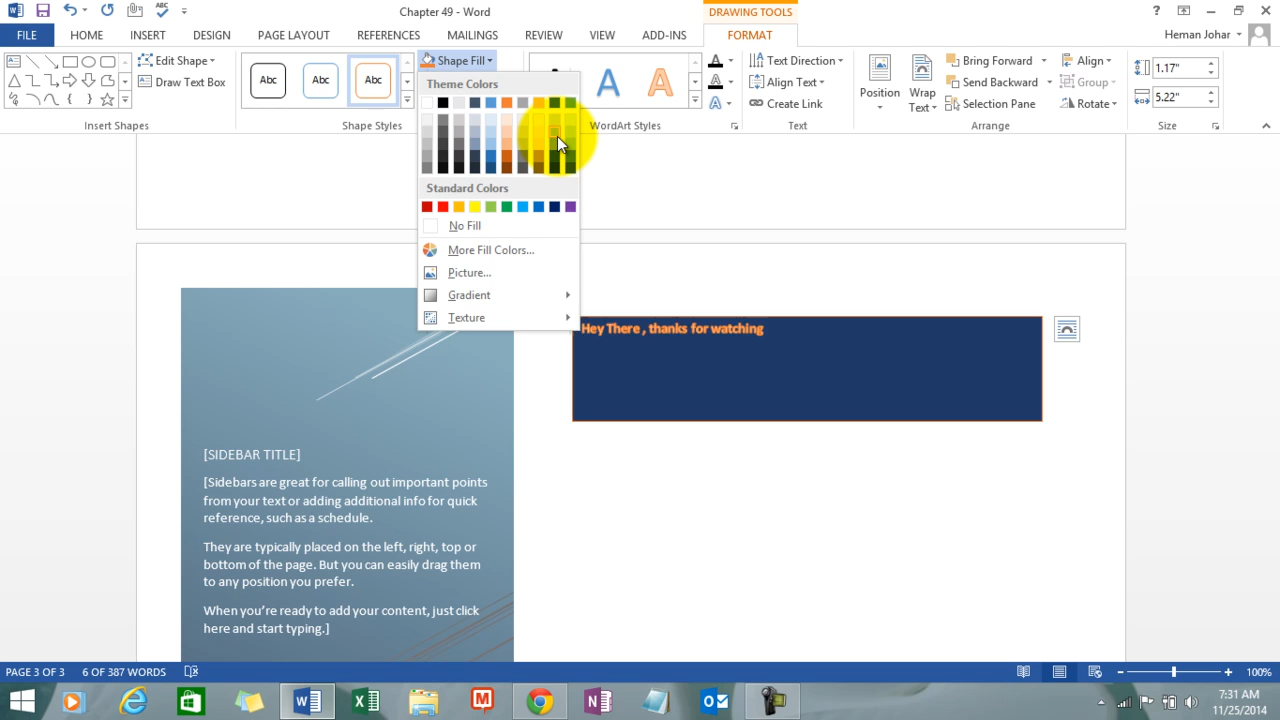 Chapter 49 - Word
DRAWING TOOLS
FILE
HOME
INSERT
DESIGN
PAGE LAYOUT
REFERENCES
MAILINGS
REVIEW
VIEW
ADD-INS
FORMAT
Heman Johar
Edit Shape
Draw Text Box
Insert Shapes
Abc
Abc
Abc
Shape Fill
Shape Styles
Theme Colors
Standard Colors
No Fill
More Fill Colors...
Picture...
Gradient
Texture
A
A
WordArt Styles
Text Direction
Align Text
Create Link
Text
Position
Wrap
Text
Bring Forward
Send Backward
Selection Pane
Align
Group
Rotate
Arrange
1.17"
5.22"
Size
Hey There , thanks for watching
[SIDEBAR TITLE]
[Sidebars are great for calling out important points
from your text or adding additional info for quick
reference, such as a schedule.
They are typically placed on the left, right, top or
bottom of the page. But you can easily drag them
to any position you prefer.
When you're ready to add your content, just click
here and start typing.]
PAGE 3 OF 3
6 OF 387 WORDS
100%
7:31 AM
11/25/2014